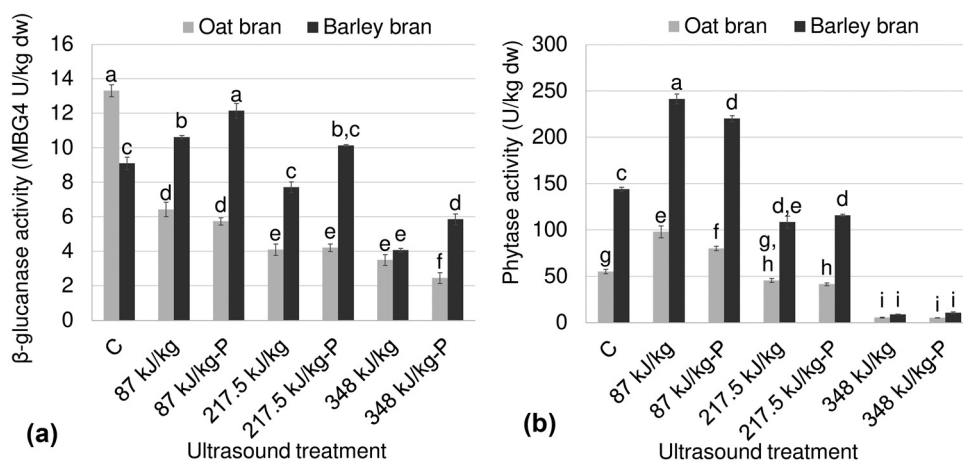 Oat bran Barley bran
β-glucanase activity (MBG4 U/kg dw)
16
14
12
10
8
6
4
2
0
a
c
d
b
d
a
e
c
e
b,c
e
e
f
d
C
87 kJ/kg
87 kJ/kg-P
217.5 kJ/kg
217.5 kJ/kg-P
348 kJ/kg
348 kJ/kg-P
(a)
Ultrasound treatment
Oat bran Barley bran
Phytase activity (U/kg dw)
300
250
200
150
100
50
0
g
c
e
a
f
d
g,
h
d,e
h
d
i
i
i
i
C
87 kJ/kg
87 kJ/kg-P
217.5 kJ/kg
217.5 kJ/kg-P
348 kJ/kg
348 kJ/kg-P
(b)
Ultrasound treatment